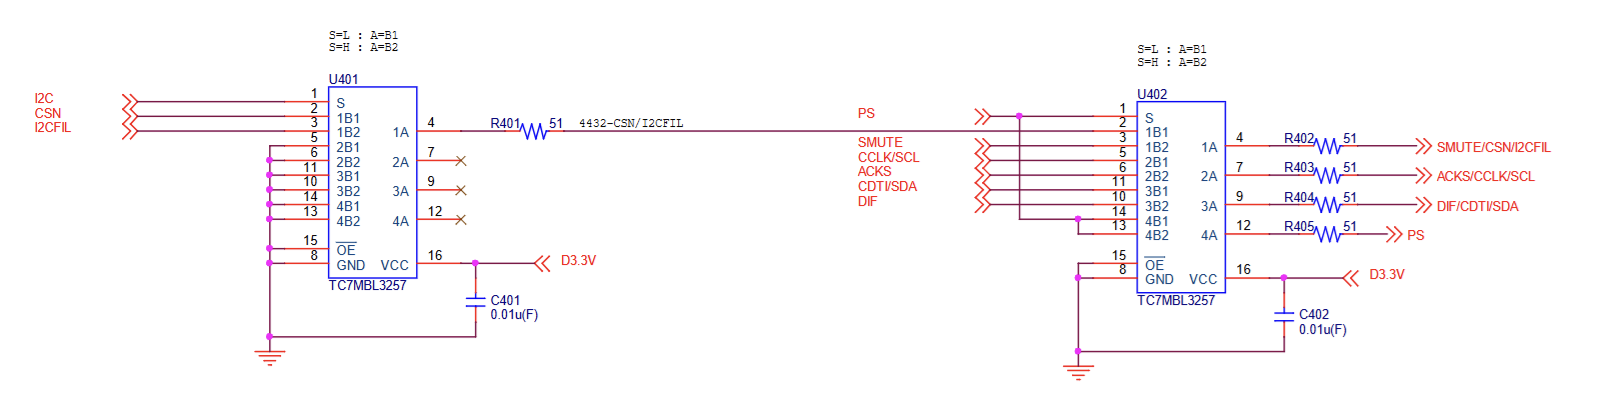 S=L : A=B1
S=H : A=B2
U401
I2C
CSN
I2CFIL
1
2
3
5
6
11
10
14
13
15
8
S
1B1
1B2
2B1
2B2
3B1
3B2
4B1
4B2
OE
GND
1A
2A
3A
4A
VCC
4
7
9
12
16
TC7MBL3257
R401
51
4432-CSN/I2CFIL
D3.3V
C401
0.01u(F)
S=L : A=B1
S=H : A=B2
U402
PS
SMUTE
CCLK/SCL
ACKS
CDTI/SDA
DIF
1
2
3
5
6
11
10
14
13
15
8
S
1B1
1B2
2B1
2B2
3B1
3B2
4B1
4B2
OE
GND
1A
2A
3A
4A
VCC
4
7
9
12
16
TC7MBL3257
R402
51
SMUTE/CSN/I2CFIL
R403
51
ACKS/CCLK/SCL
R404
51
DIF/CDTI/SDA
R405
51
PS
D3.3V
C402
0.01u(F)